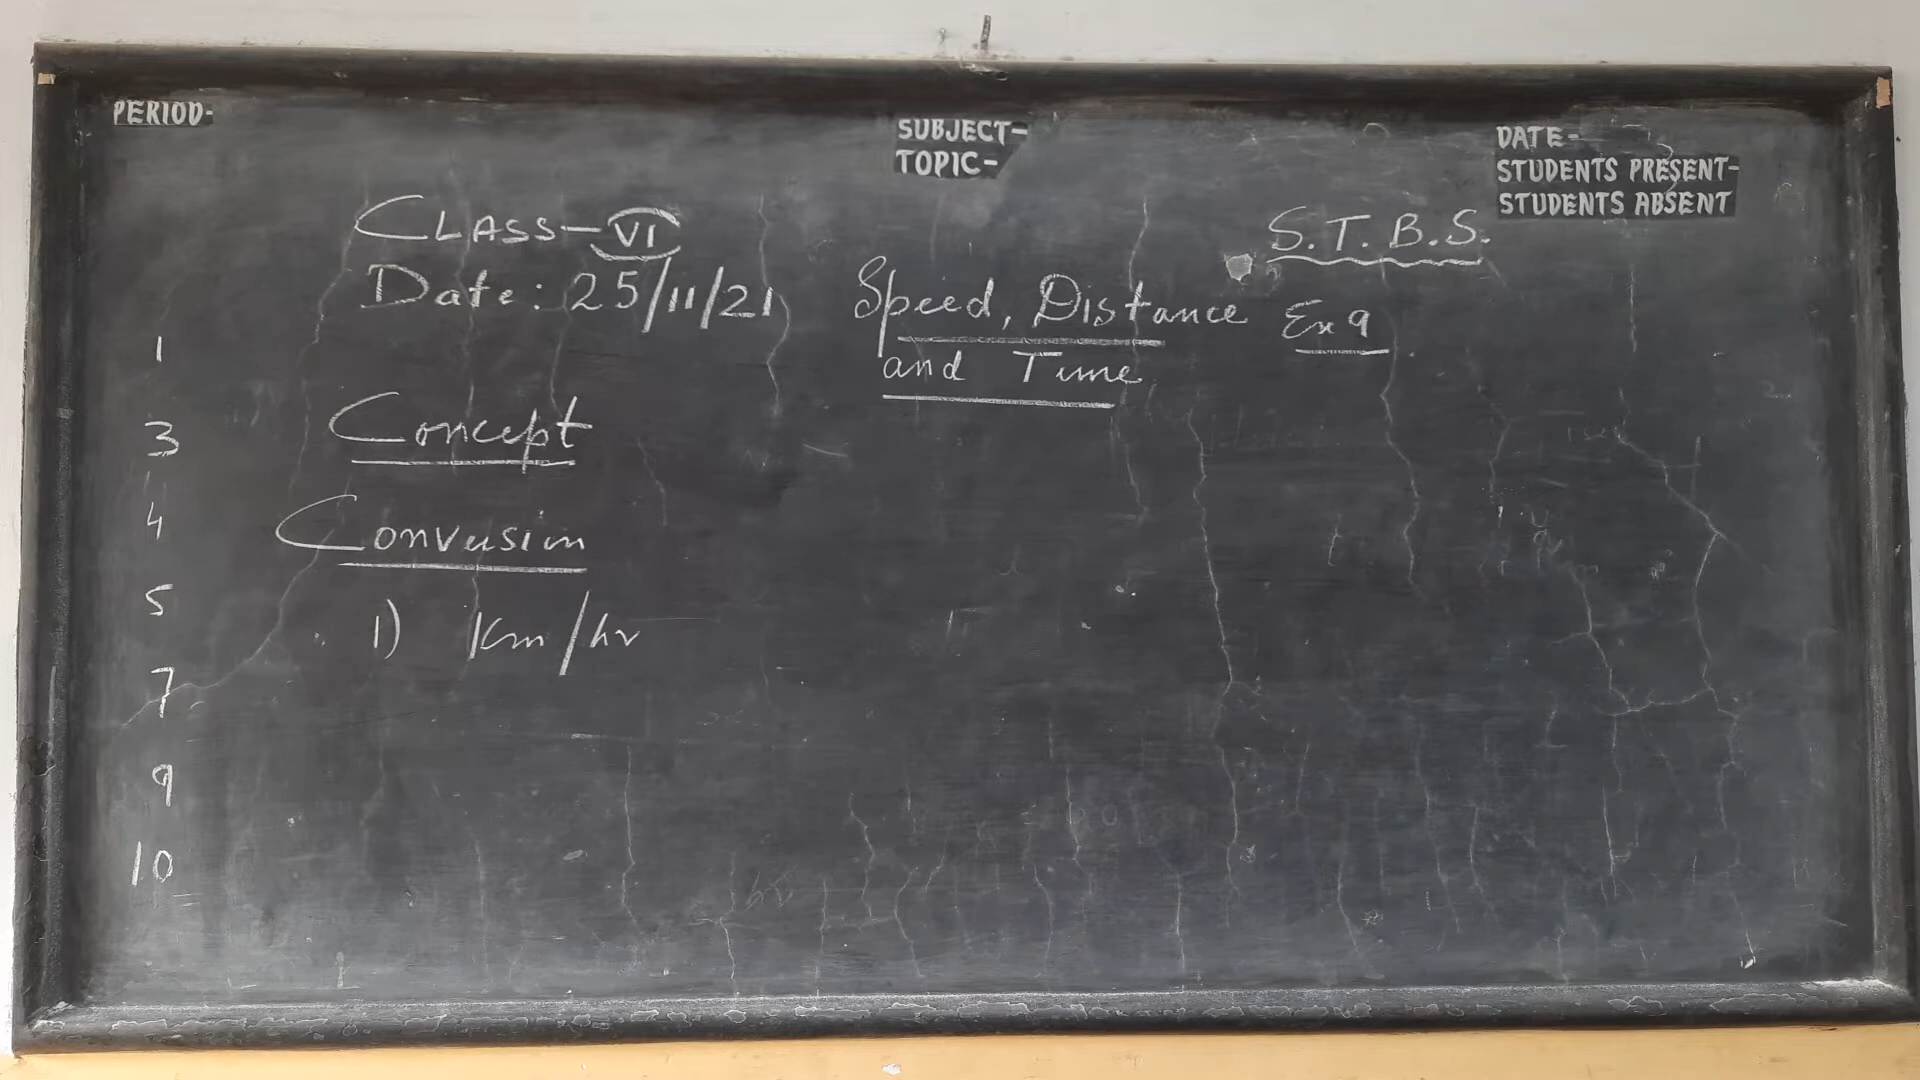 PERIOD-
SUBJECT-
TOPIC-
DATE-
STUDENTS PRESENT-
STUDENTS ABSENT
CLASS-VI
S.T.B.S.
Date: 25/11/21
Speed, Distance
and Time
Ex 9
1
3
4
5
7
9
10
Concept
Conversion
1) Km/hr